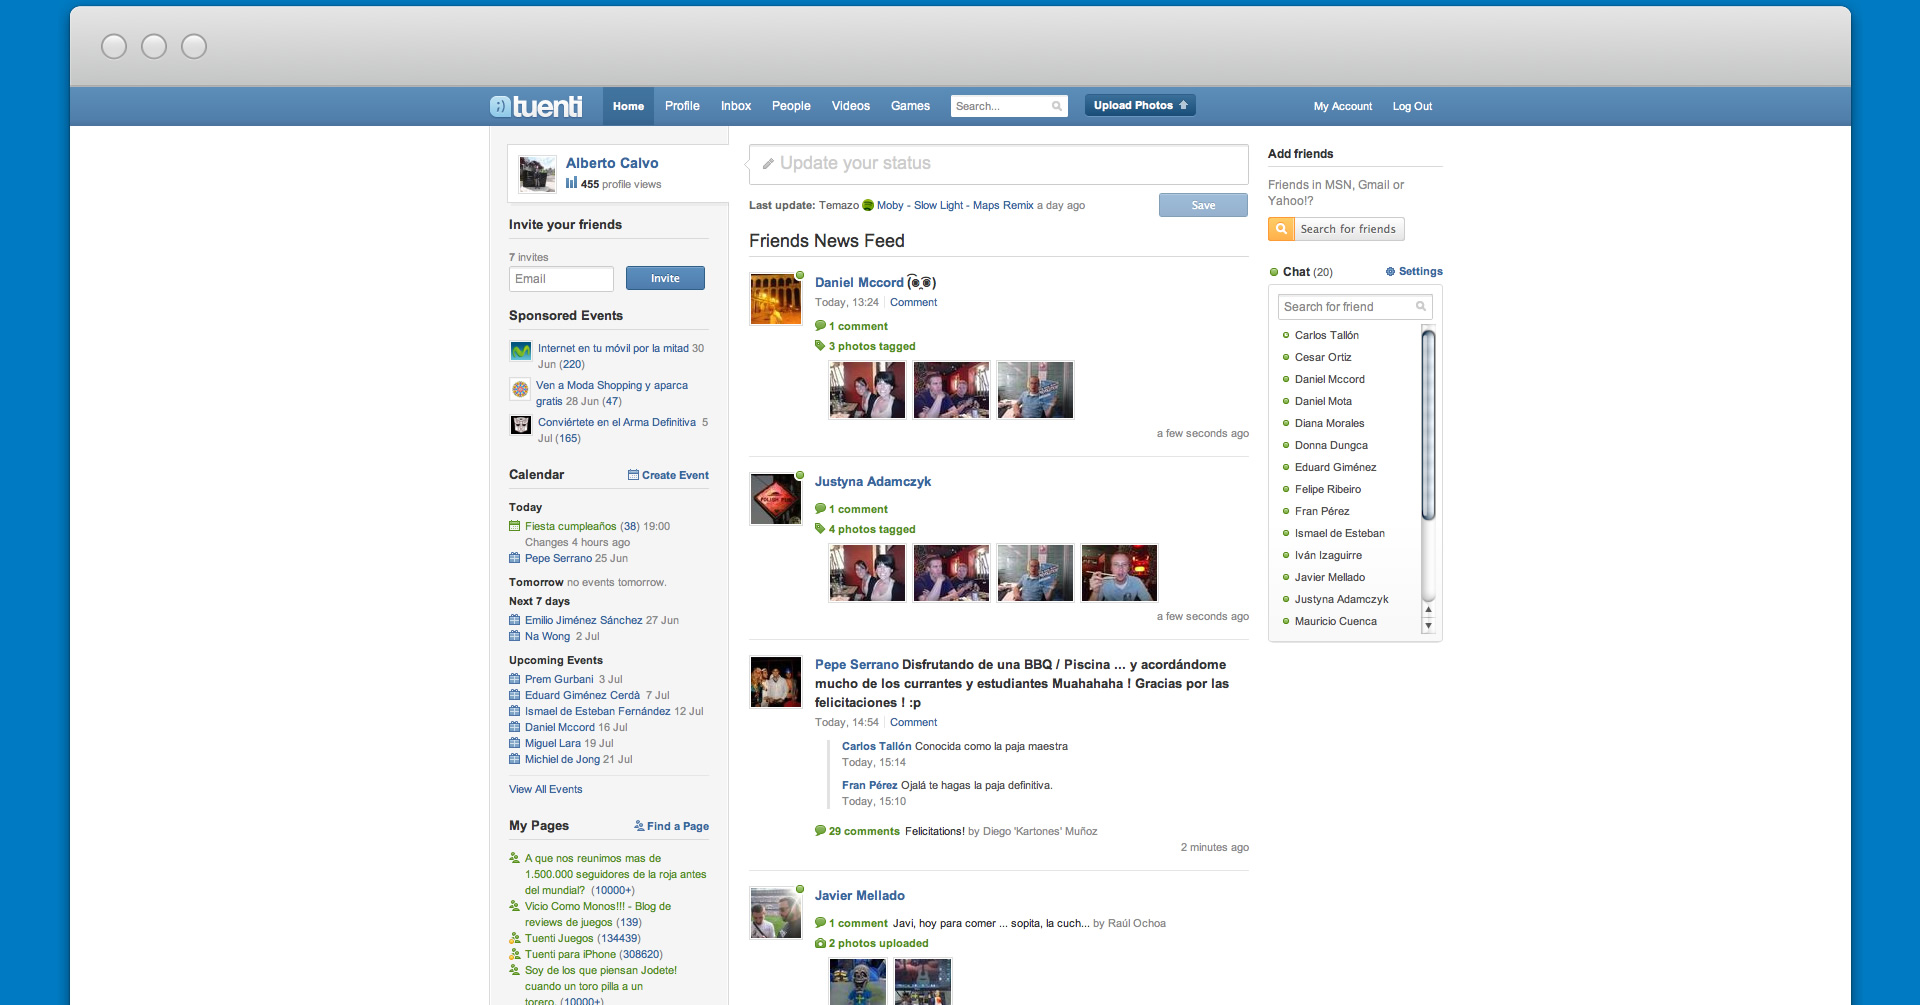 tuenti
Home
Profile
Inbox
People
Videos
Games
Search...
Upload Photos
My Account
Log Out
Alberto Calvo
455 profile views
Invite your friends
7 invites
Email
Invite
Sponsored Events
Internet en tu móvil por la mitad 30
Jun (220)
Ven a Moda Shopping y aparca
gratis 28 Jun (47)
Conviértete en el Arma Definitiva 5
Jul (165)
Calendar
Create Event
Today
Fiesta cumpleaños (38) 19:00
Changes 4 hours ago
Pepe Serrano 25 Jun
Tomorrow no events tomorrow.
Next 7 days
Emilio Jiménez Sánchez 27 Jun
Na Wong 2 Jul
Upcoming Events
Prem Gurbani 3 Jul
Eduard Giménez Cerdà 7 Jul
Ismael de Esteban Fernández 12 Jul
Daniel Mccord 16 Jul
Miguel Lara 19 Jul
Michiel de Jong 21 Jul
View All Events
My Pages
Find a Page
A que nos reunimos mas de
1.500.000 seguidores de la roja antes
del mundial? (10000+)
Vicio Como Monos!!! - Blog de
reviews de juegos (139)
Tuenti Juegos (134439)
Tuenti para iPhone (308620)
Soy de los que piensan Jodete!
cuando un toro pilla a un
torero. (10000+)
Update your status
Last update: Temazo Moby - Slow Light - Maps Remix a day ago
Save
Friends News Feed
Daniel Mccord
Today, 13:24 Comment
1 comment
3 photos tagged
a few seconds ago
Justyna Adamczyk
1 comment
4 photos tagged
a few seconds ago
Pepe Serrano Disfrutando de una BBQ / Piscina ... y acordándome
mucho de los currantes y estudiantes Muahahaha ! Gracias por las
felicitaciones ! :p
Today, 14:54 Comment
Carlos Tallón Conocida como la paja maestra
Today, 15:14
Fran Pérez Ojalá te hagas la paja definitiva.
Today, 15:10
29 comments Felicitations! by Diego 'Kartones' Muñoz
2 minutes ago
Javier Mellado
1 comment Javi, hoy para comer ... sopita, la cuch... by Raúl Ochoa
2 photos uploaded
Add friends
Friends in MSN, Gmail or
Yahoo!?
Search for friends
Chat (20)
Settings
Search for friend
Carlos Tallón
Cesar Ortiz
Daniel Mccord
Daniel Mota
Diana Morales
Donna Dungca
Eduard Giménez
Felipe Ribeiro
Fran Pérez
Ismael de Esteban
Iván Izaguirre
Javier Mellado
Justyna Adamczyk
Mauricio Cuenca